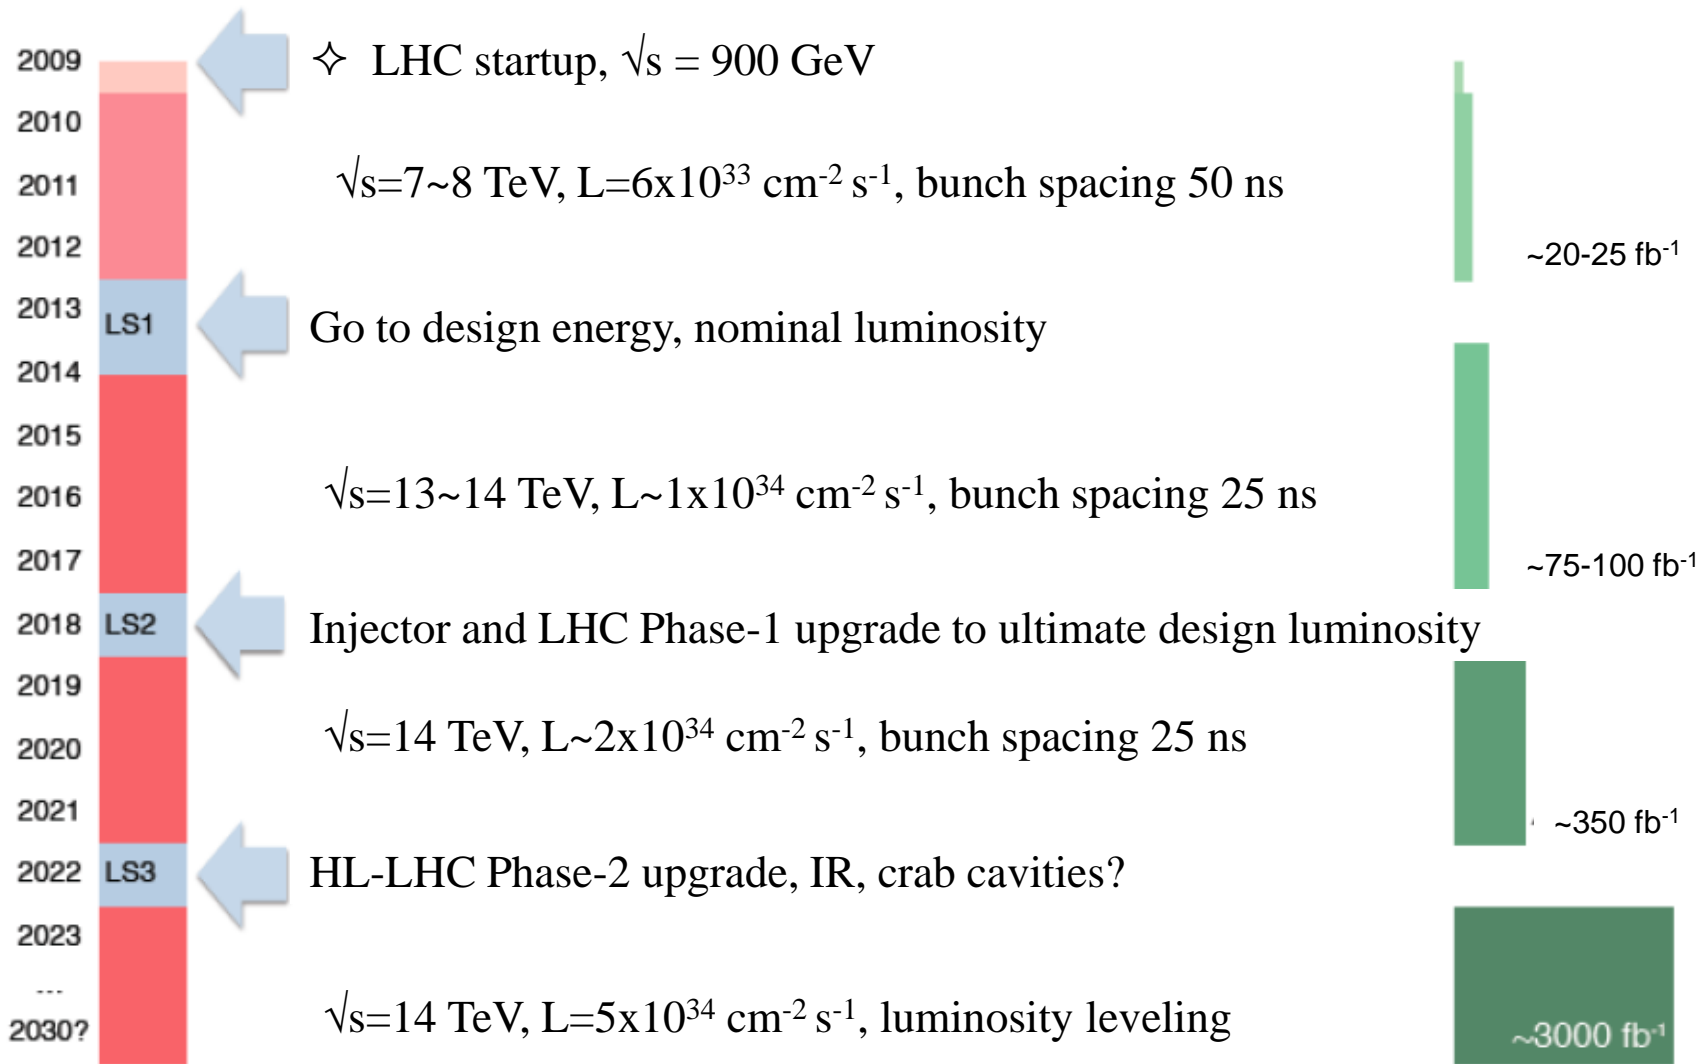 2009
✧ LHC startup, √s = 900 GeV
2010
2011
√s=7~8 TeV, L=6x10³³ cm⁻² s⁻¹, bunch spacing 50 ns
2012
~20-25 fb⁻¹
2013
LS1
Go to design energy, nominal luminosity
2014
2015
2016
√s=13~14 TeV, L~1x10³⁴ cm⁻² s⁻¹, bunch spacing 25 ns
2017
~75-100 fb⁻¹
2018
LS2
Injector and LHC Phase-1 upgrade to ultimate design luminosity
2019
2020
√s=14 TeV, L~2x10³⁴ cm⁻² s⁻¹, bunch spacing 25 ns
2021
~350 fb⁻¹
2022
LS3
HL-LHC Phase-2 upgrade, IR, crab cavities?
2023
...
2030?
√s=14 TeV, L=5x10³⁴ cm⁻² s⁻¹, luminosity leveling
~3000 fb⁻¹